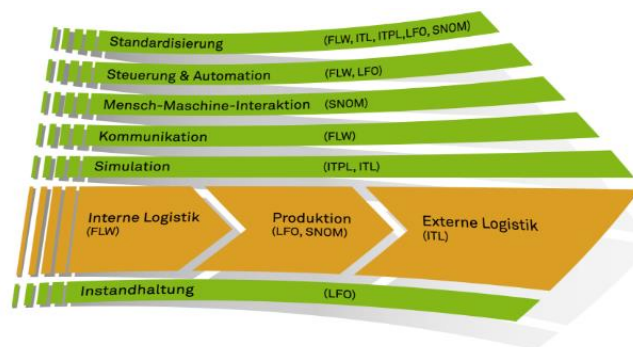 Standardisierung (FLW, ITL, ITPL,LFO, SNOM)
Steuerung & Automation (FLW, LFO)
Mensch-Maschine-Interaktion (SNOM)
Kommunikation (FLW)
Simulation (ITPL, ITL)
Interne Logistik
(FLW)
Produktion
(LFO, SNOM)
Externe Logistik
(ITL)
Instandhaltung (LFO)